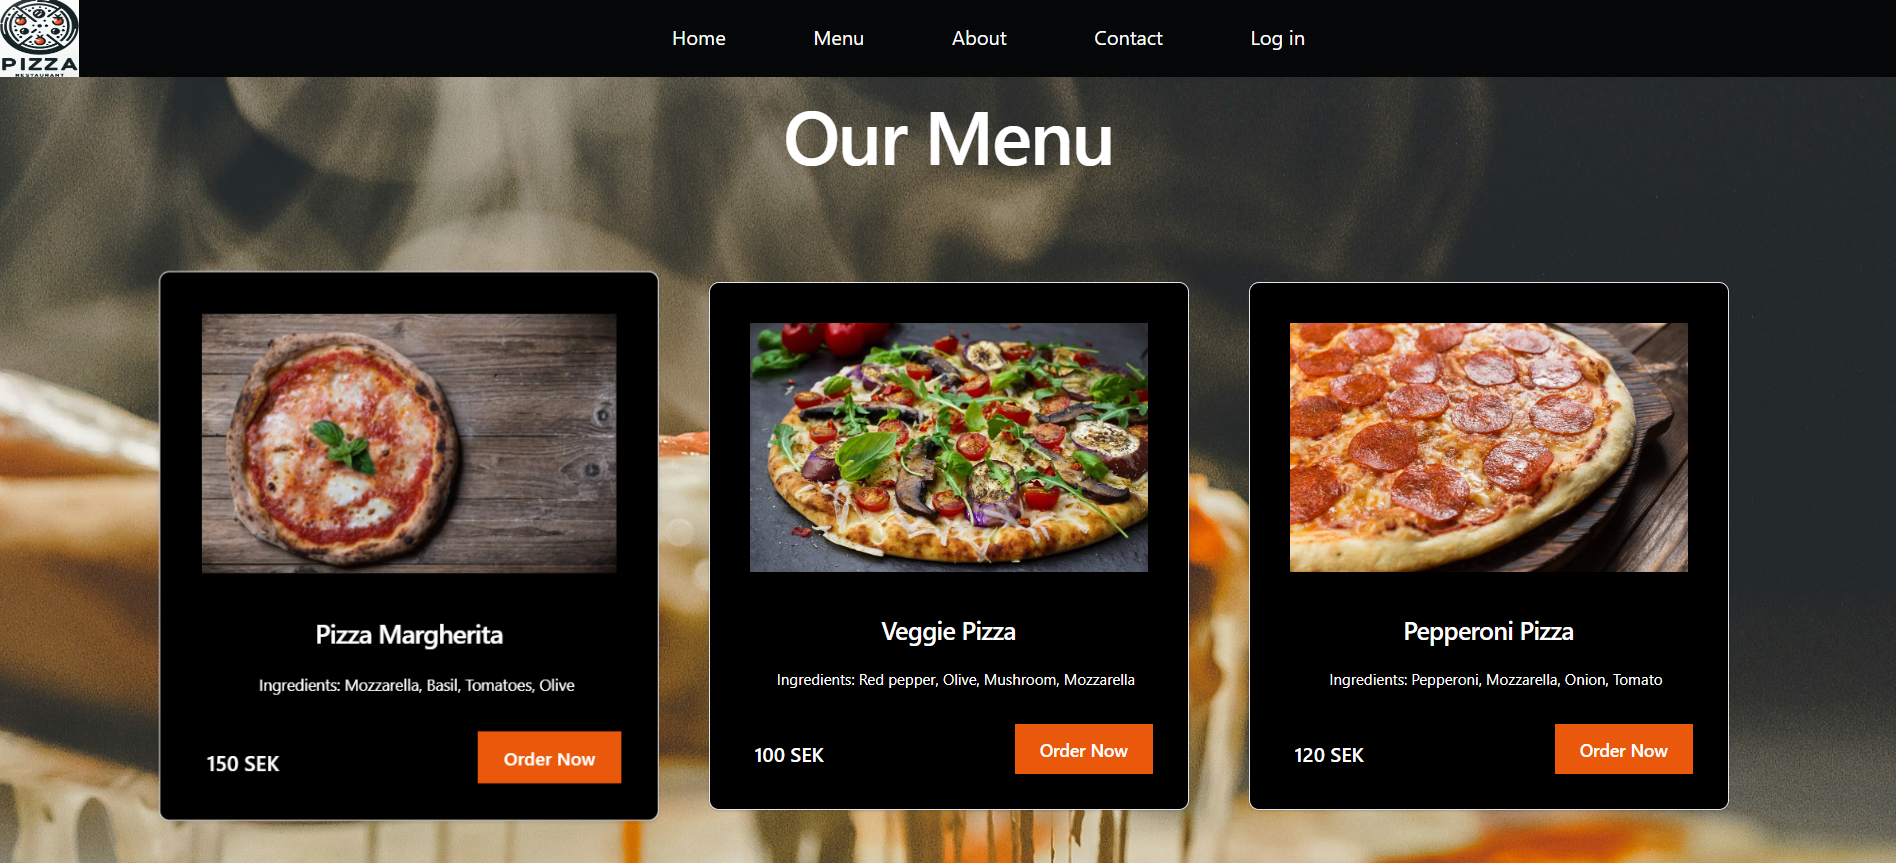 PIZZA
RESTAURANT
Home Menu About Contact Log in
Our Menu
Pizza Margherita
Ingredients: Mozzarella, Basil, Tomatoes, Olive
150 SEK
Order Now
Veggie Pizza
Ingredients: Red pepper, Olive, Mushroom, Mozzarella
100 SEK
Order Now
Pepperoni Pizza
Ingredients: Pepperoni, Mozzarella, Onion, Tomato
120 SEK
Order Now